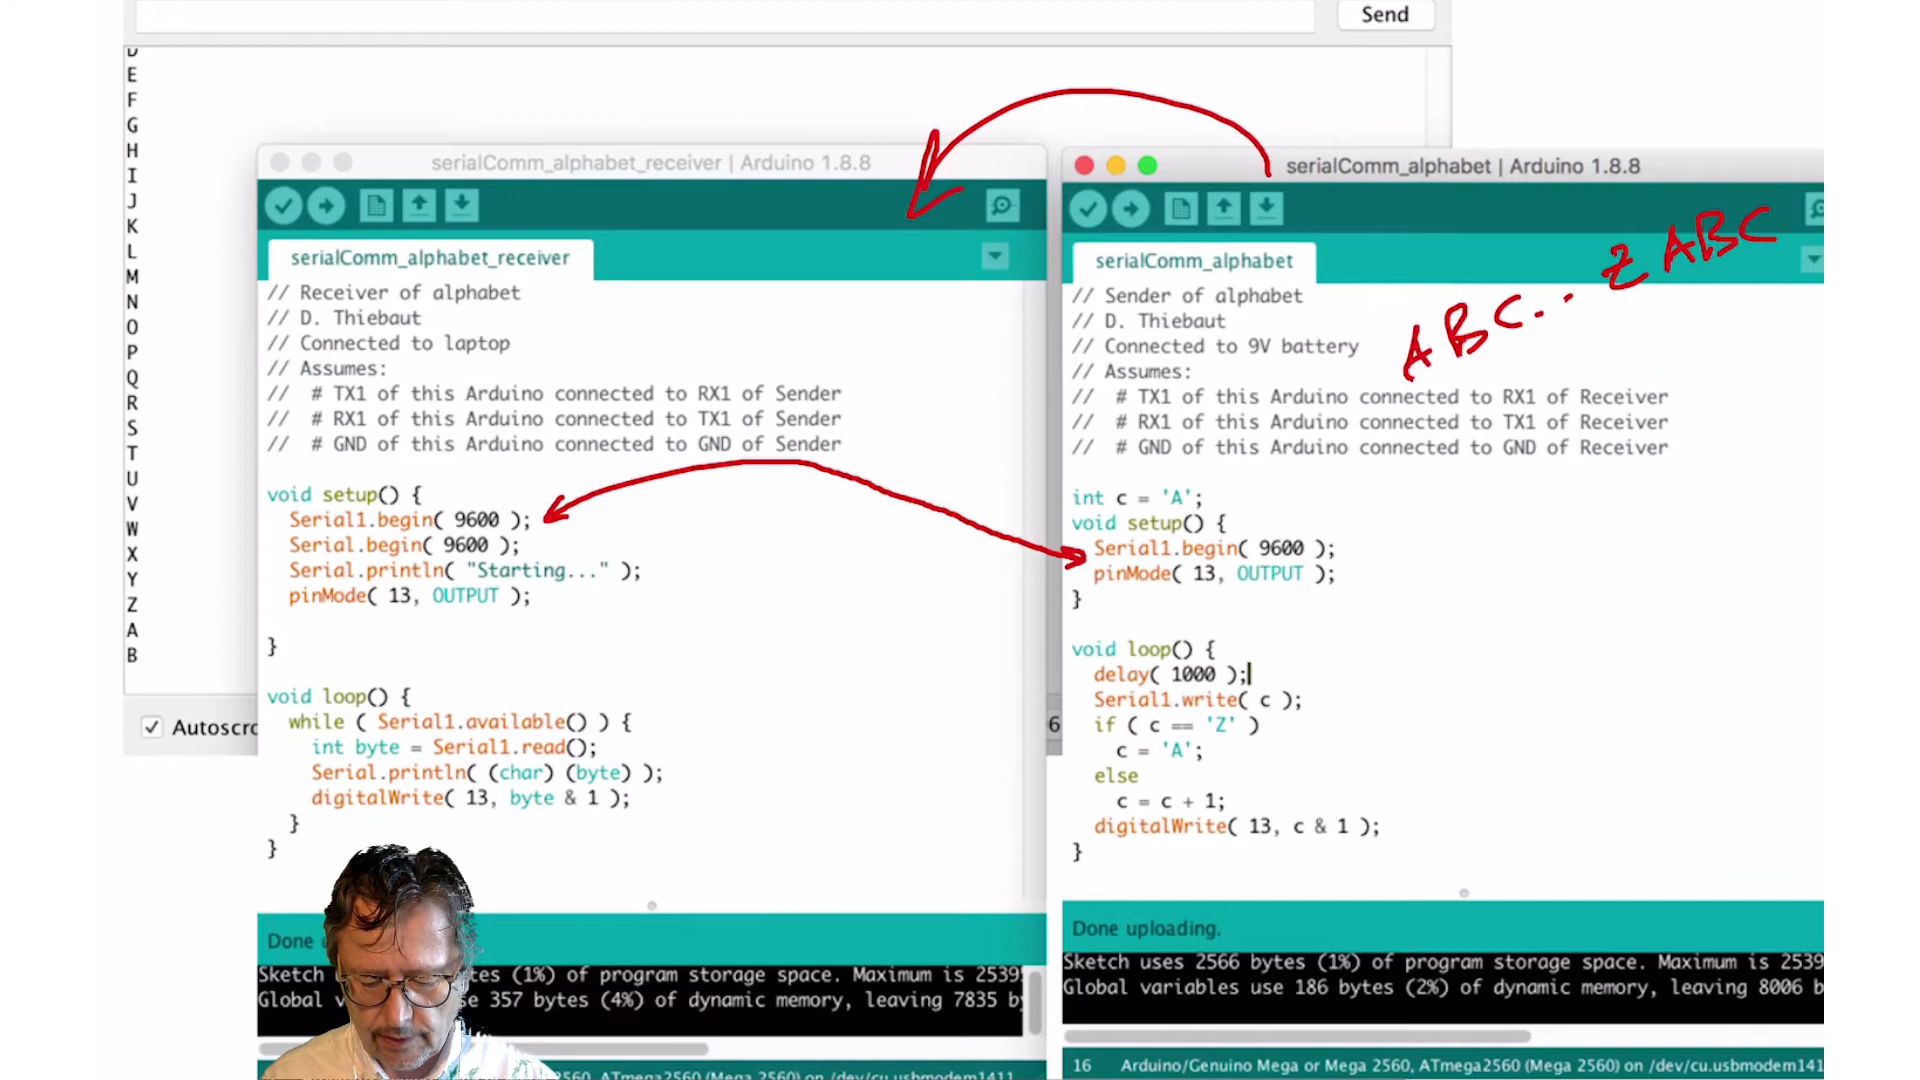 Send
D
E
F
G
H
I
J
K
L
M
N
O
P
Q
R
S
T
U
V
W
X
Y
Z
A
B
Autoscro
6
serialComm_alphabet_receiver | Arduino 1.8.8
serialComm_alphabet_receiver
// Receiver of alphabet
// D. Thiebaut
// Connected to laptop
// Assumes:
//  # TX1 of this Arduino connected to RX1 of Sender
//  # RX1 of this Arduino connected to TX1 of Sender
//  # GND of this Arduino connected to GND of Sender
void setup() {
Serial1.begin( 9600 );
Serial.begin( 9600 );
Serial.println( "Starting..." );
pinMode( 13, OUTPUT );
}
void loop() {
while ( Serial1.available() ) {
int byte = Serial1.read();
Serial.println( (char) (byte) );
digitalWrite( 13, byte & 1 );
}
}
Done
Sketch tes (1%) of program storage space. Maximum is 2539
Global v e 357 bytes (4%) of dynamic memory, leaving 7835 b
560, ATmega2560 (Mega 2560) on /dev/cu.usbmodem1411
serialComm_alphabet | Arduino 1.8.8
serialComm_alphabet
ABC.. ZABC
// Sender of alphabet
// D. Thiebaut
// Connected to 9V battery
// Assumes:
//  # TX1 of this Arduino connected to RX1 of Receiver
//  # RX1 of this Arduino connected to TX1 of Receiver
//  # GND of this Arduino connected to GND of Receiver
int c = 'A';
void setup() {
Serial1.begin( 9600 );
pinMode( 13, OUTPUT );
}
void loop() {
delay( 1000 );
Serial1.write( c );
if ( c == 'Z' )
c = 'A';
else
c = c + 1;
digitalWrite( 13, c & 1 );
}
Done uploading.
Sketch uses 2566 bytes (1%) of program storage space. Maximum is 2539
Global variables use 186 bytes (2%) of dynamic memory, leaving 8006 b
16 Arduino/Genuino Mega or Mega 2560, ATmega2560 (Mega 2560) on /dev/cu.usbmodem141